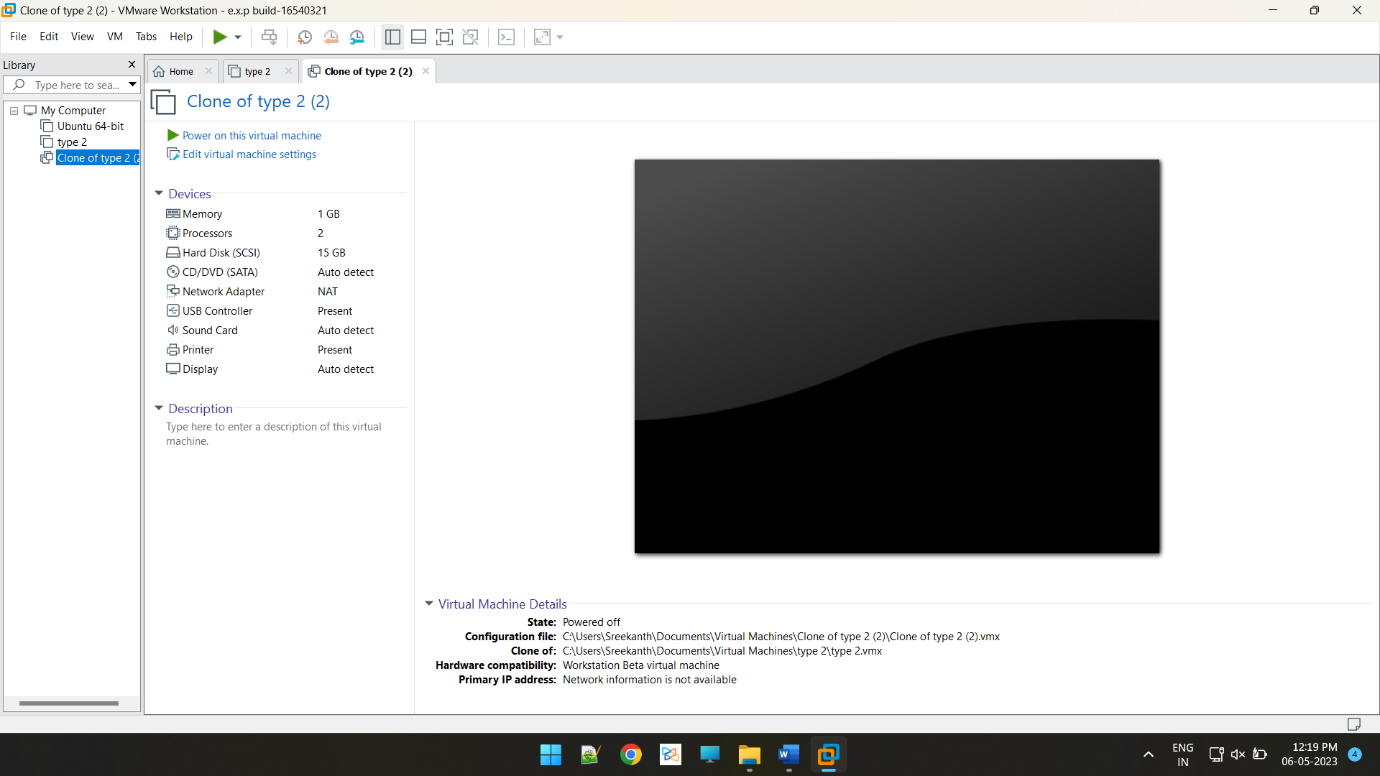 Clone of type 2 (2) - VMware Workstation - e.x.p build-16540321
File Edit View VM Tabs Help
Library
Type here to sea...
My Computer
Ubuntu 64-bit
type 2
Clone of type 2 (2
Home
type 2
Clone of type 2 (2)
Clone of type 2 (2)
Power on this virtual machine
Edit virtual machine settings
Devices
Memory 1 GB
Processors 2
Hard Disk (SCSI) 15 GB
CD/DVD (SATA) Auto detect
Network Adapter NAT
USB Controller Present
Sound Card Auto detect
Printer Present
Display Auto detect
Description
Type here to enter a description of this virtual
machine.
Virtual Machine Details
State: Powered off
Configuration file: C:\Users\Sreekanth\Documents\Virtual Machines\Clone of type 2 (2)\Clone of type 2 (2).vmx
Clone of: C:\Users\Sreekanth\Documents\Virtual Machines\type 2\type 2.vmx
Hardware compatibility: Workstation Beta virtual machine
Primary IP address: Network information is not available
W
ENG
IN
12:19 PM
06-05-2023
4